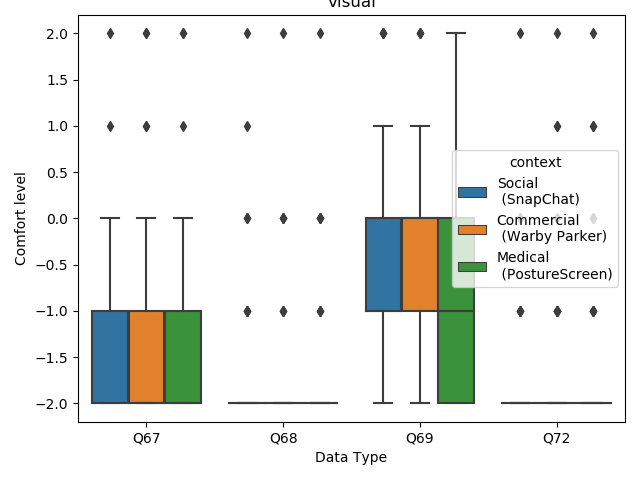 visual
2.0
1.5
1.0
0.5
0.0
−0.5
−1.0
−1.5
−2.0
Comfort level
context
Social
(SnapChat)
Commercial
(Warby Parker)
Medical
(PostureScreen)
Q67 Q68 Q69 Q72
Data Type